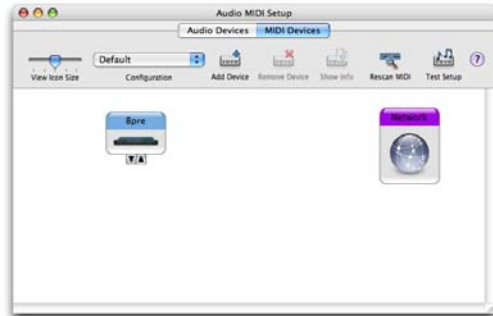 Audio MIDI Setup
Audio Devices MIDI Devices
Default
View Icon Size Configuration Add Device Remove Device Show Info Rescan MIDI Test Setup ?
8pre
Network